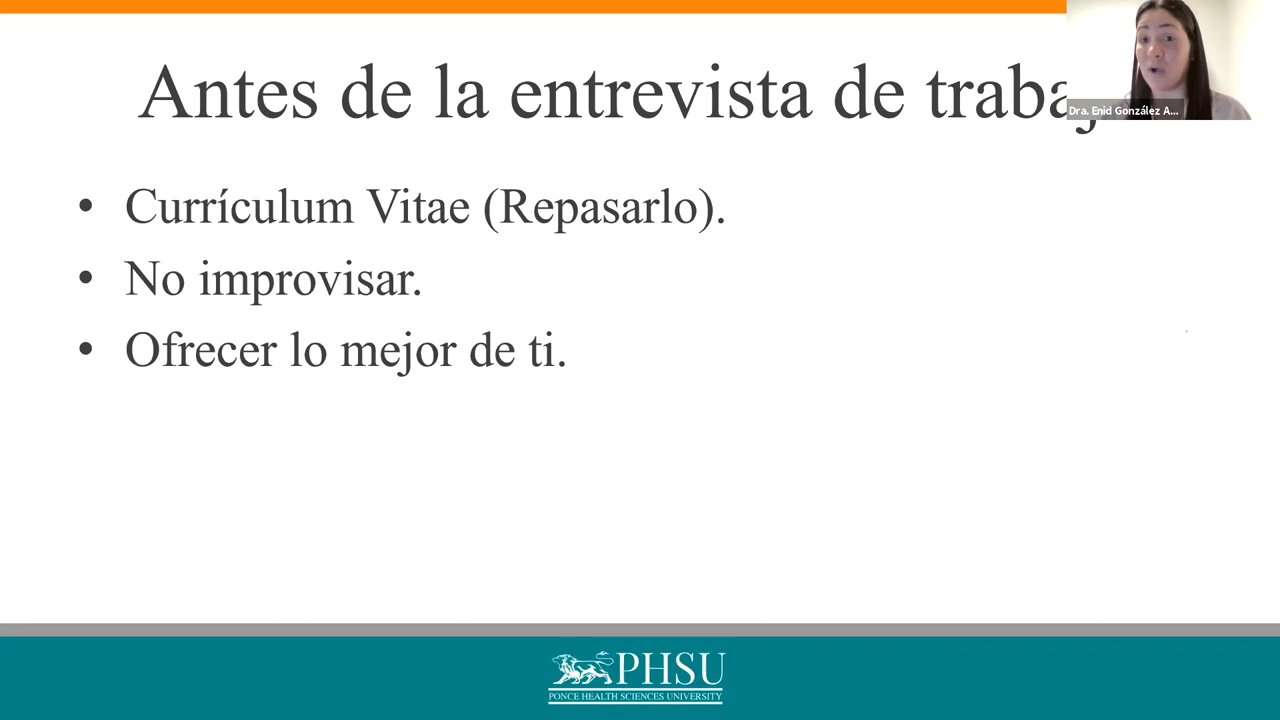 Antes de la entrevista de trabaj
Dra. Enid González A...
• Currículum Vitae (Repasarlo).
• No improvisar.
• Ofrecer lo mejor de ti.
PHSU
PONCE HEALTH SCIENCES UNIVERSITY